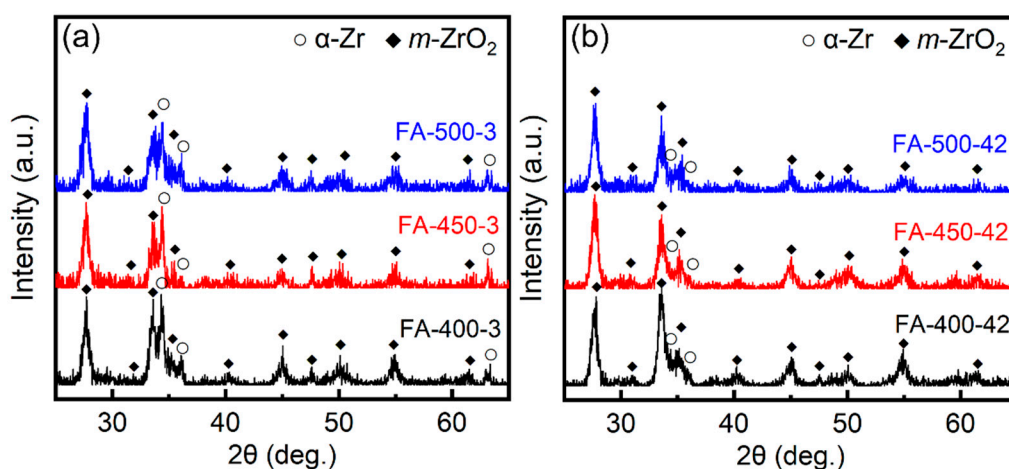 (a)
○ α-Zr ◆ m-ZrO₂
FA-500-3
FA-450-3
FA-400-3
Intensity (a.u.)
30 40 50 60
2θ (deg.)
(b)
○ α-Zr ◆ m-ZrO₂
FA-500-42
FA-450-42
FA-400-42
Intensity (a.u.)
30 40 50 60
2θ (deg.)